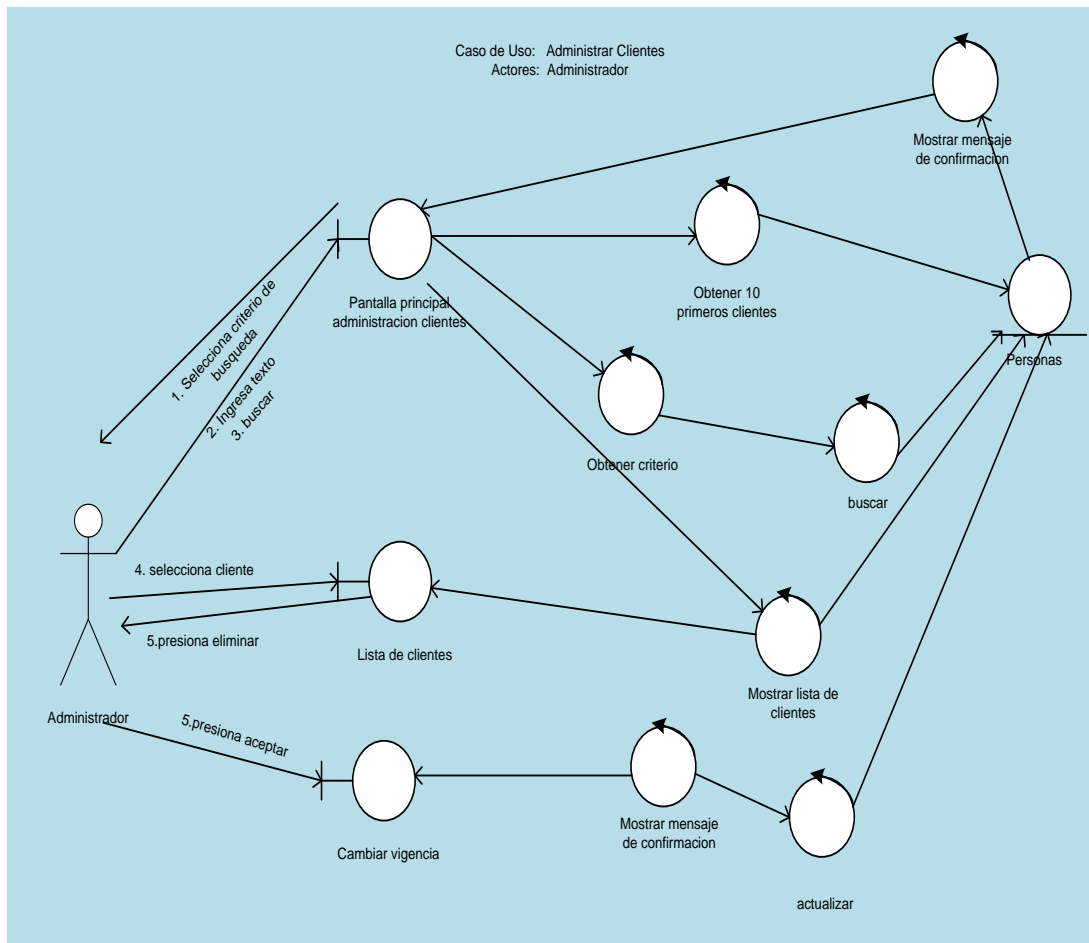 Caso de Uso: Administrar Clientes
Actores: Administrador
Mostrar mensaje
de confirmacion
Pantalla principal
administracion clientes
Obtener 10
primeros clientes
Personas
1. Selecciona criterio de
busqueda
2. Ingresa texto
3. buscar
Obtener criterio
buscar
4. selecciona cliente
5.presiona eliminar
Lista de clientes
Mostrar lista de
clientes
Administrador
5.presiona aceptar
Cambiar vigencia
Mostrar mensaje
de confirmacion
actualizar